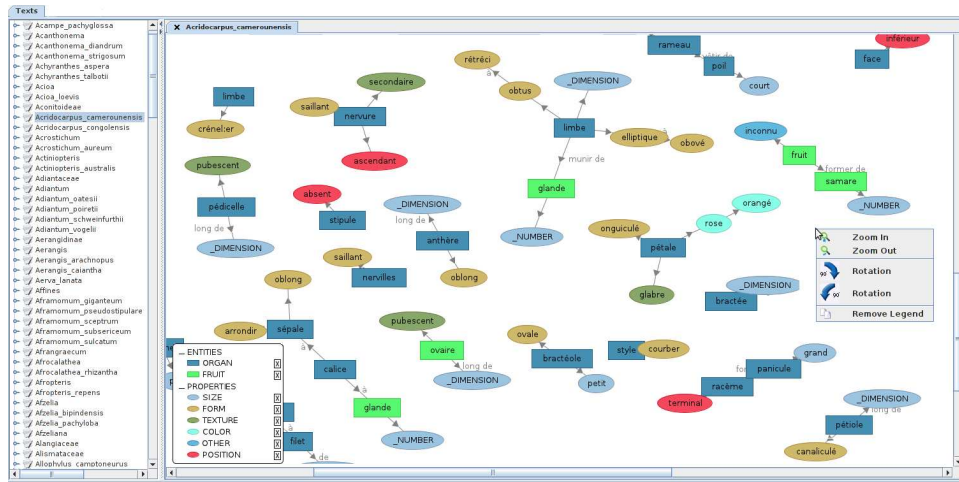 Texts
Acampe_pachyglossa
Acanthonema
Acanthonema_diandrum
Acanthonema_strigosum
Achyranthes_aspera
Achyranthes_talbotii
Acioa
Acioa_loevis
Aconitoideae
Acridocarpus_camerounensis
Acridocarpus_congolensis
Acrostichum
Acrostichum_aureum
Actiniopteris
Actiniopteris_australis
Adiantaceae
Adiantum
Adiantum_oatesii
Adiantum_poiretii
Adiantum_schweinfurthii
Adiantum_vogelii
Aerangidinae
Aerangis
Aerangis_arachnopus
Aerangis_caiantha
Aerva_lanata
Affines
Aframomum_giganteum
Aframomum_pseudostipulare
Aframomum_sceptrum
Aframomum_subsericeum
Aframomum_sulcatum
Afrangraecum
Afrocalathea
Afrocalathea_rhizantha
Afropteris
Afropteris_repens
Afzelia
Afzelia_bipindensis
Afzelia_pachyloba
Afzeliana
Alangiaceae
Alismataceae
Allophylus_camptoneurus
Acridocarpus_camerounensis
inférieur
rameau
face
rétréci
poil
à
secondaire
_DIMENSION
court
limbe
obtus
saillant
nervure
limbe
crénel:er
elliptique
à
obové
inconnu
fruit
munir de
ascendant
former de
pubescent
samare
glande
absent
pédicelle
_DIMENSION
orangé
_NUMBER
stipule
long de
rose
long de
onguiculé
_NUMBER
anthère
pétale
_DIMENSION
Zoom In
Zoom Out
saillant
Rotation
90°
nervilles
oblong
oblong
_DIMENSION
glabre
bractée
Rotation
90°
Remove Legend
pubescent
arrondir
sépale
ovale
à
ovaire
style
courber
bractéole
grand
ENTITIES
ORGAN
FRUIT
PROPERTIES
SIZE
FORM
TEXTURE
COLOR
OTHER
POSITION
calice
long de
panicule
_DIMENSION
petit
racème
à
terminal
_DIMENSION
glande
long de
pétiole
à
filet
_NUMBER
canaliculé
de